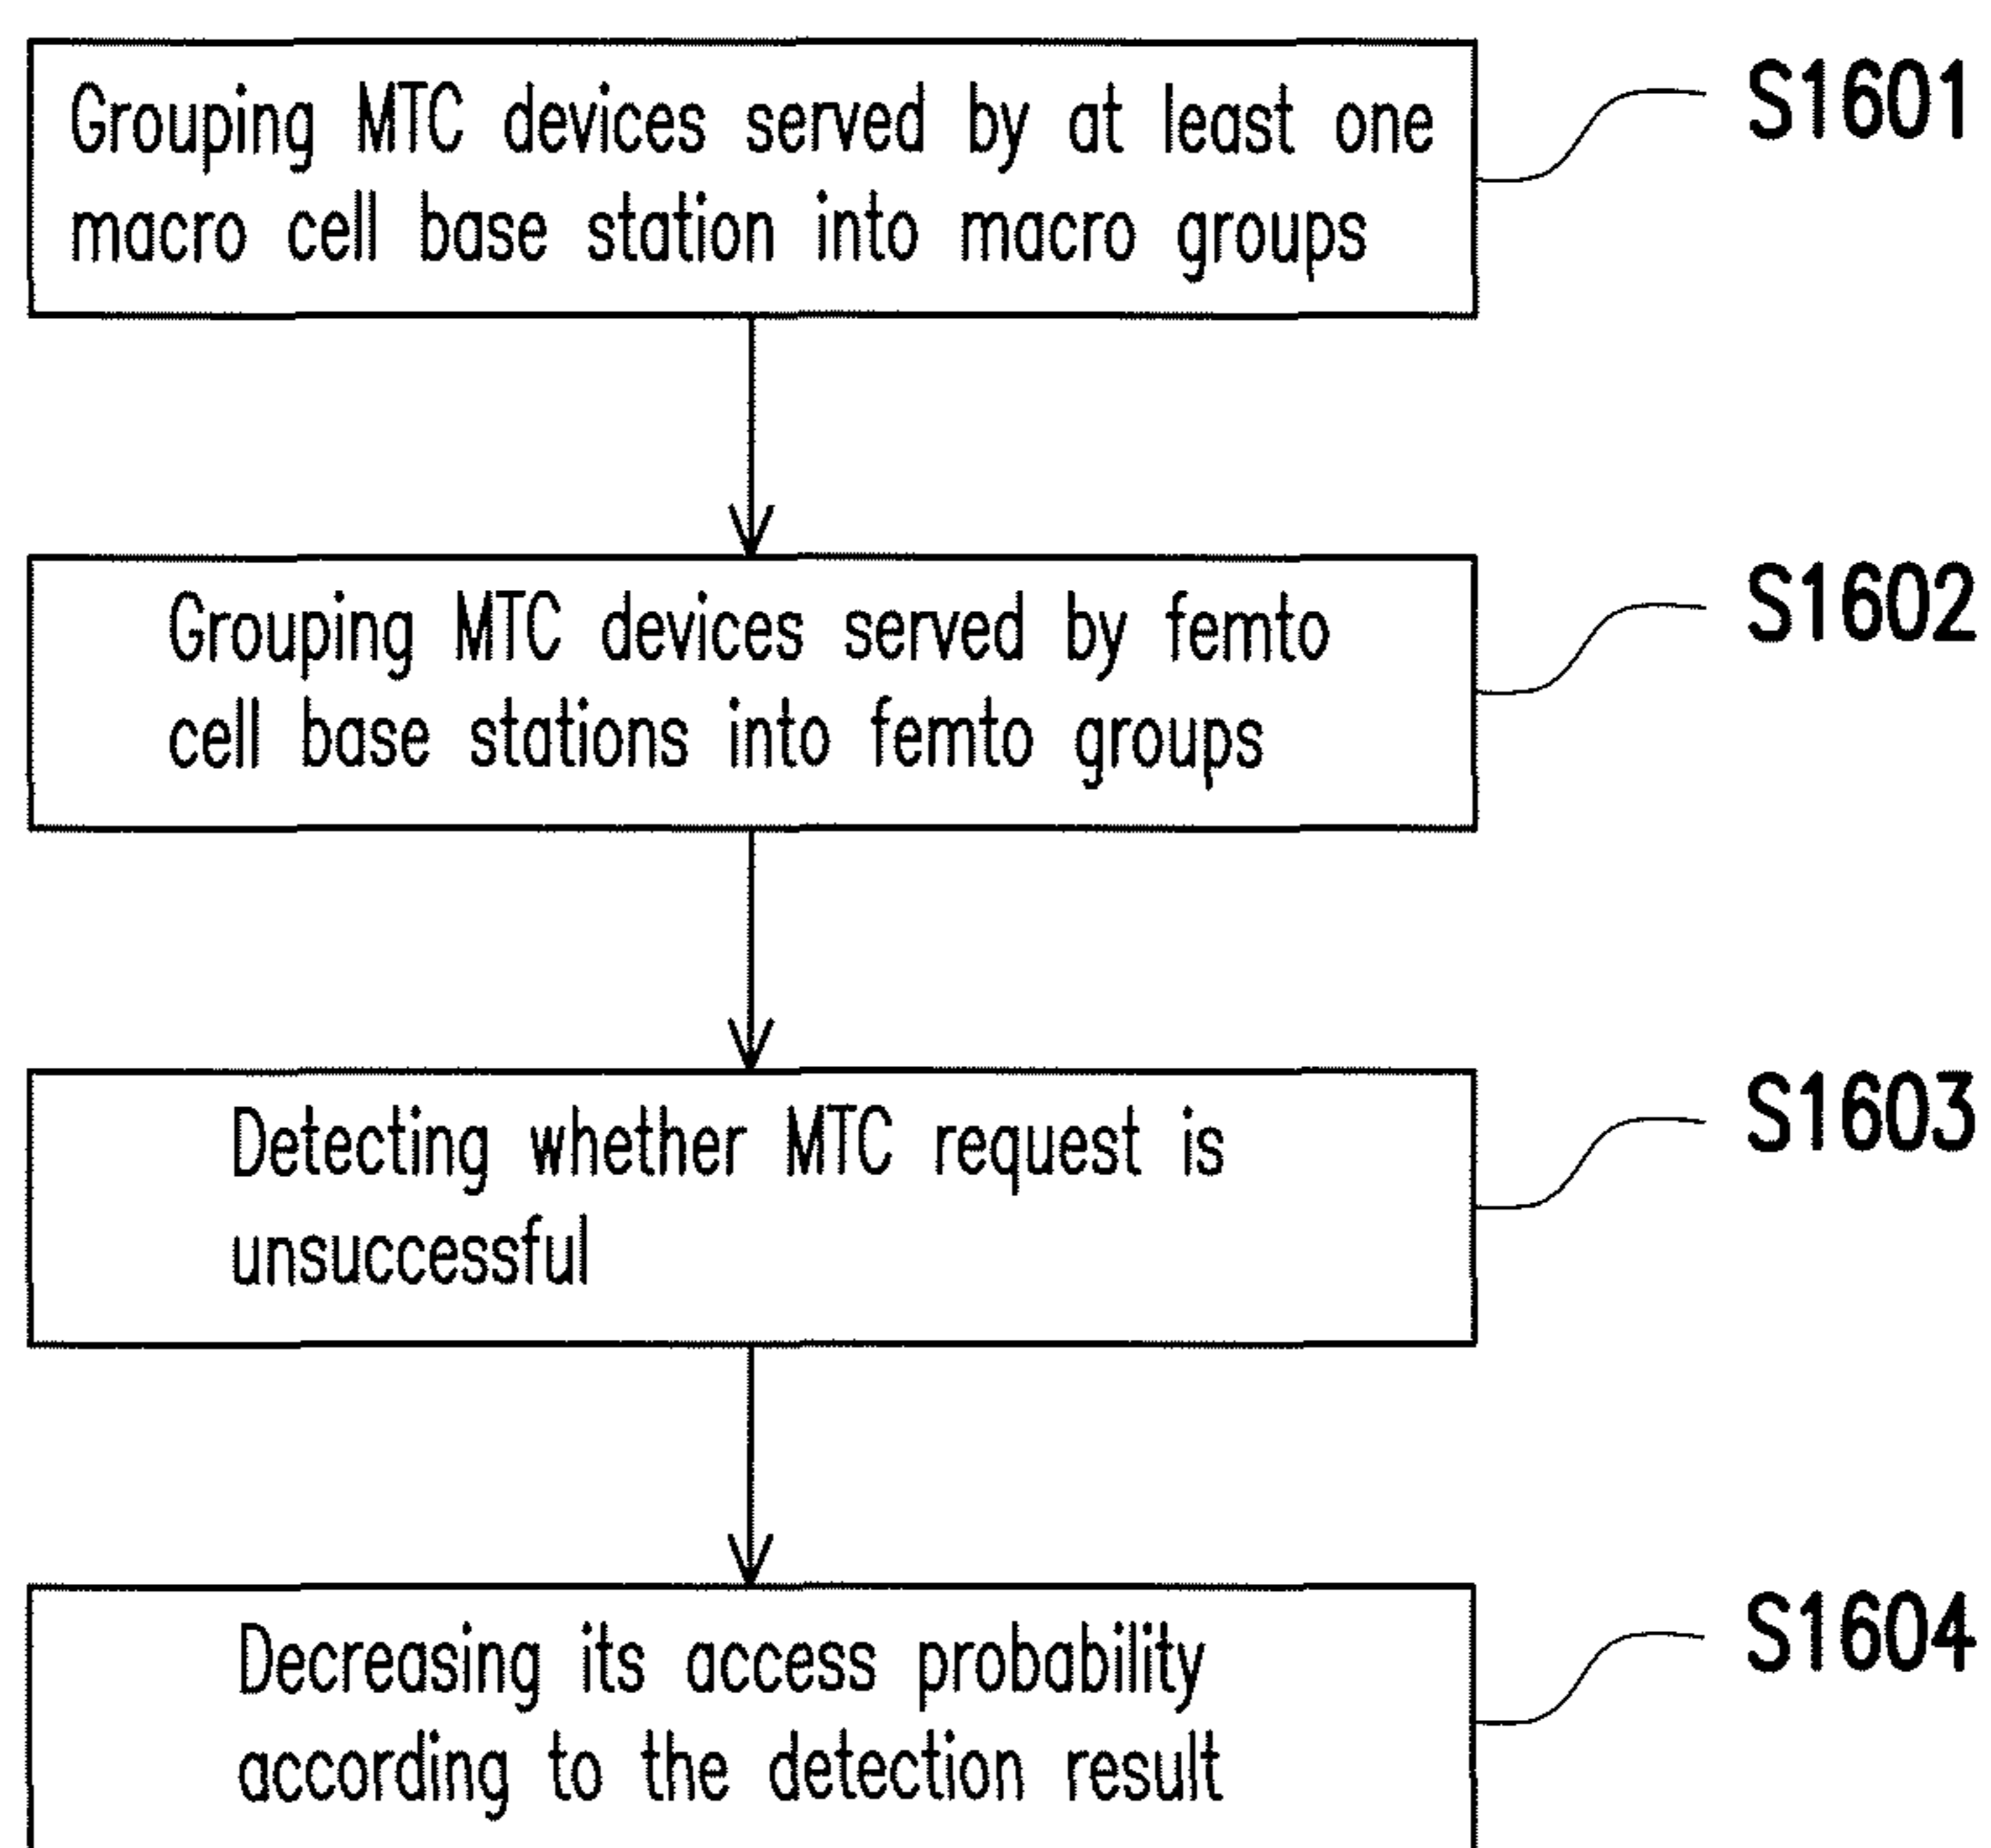 Grouping MTC devices served by at least one
macro cell base station into macro groups
S1601
Grouping MTC devices served by femto
cell base stations into femto groups
S1602
Detecting whether MTC request is
unsuccessful
S1603
Decreasing its access probability
according to the detection result
S1604